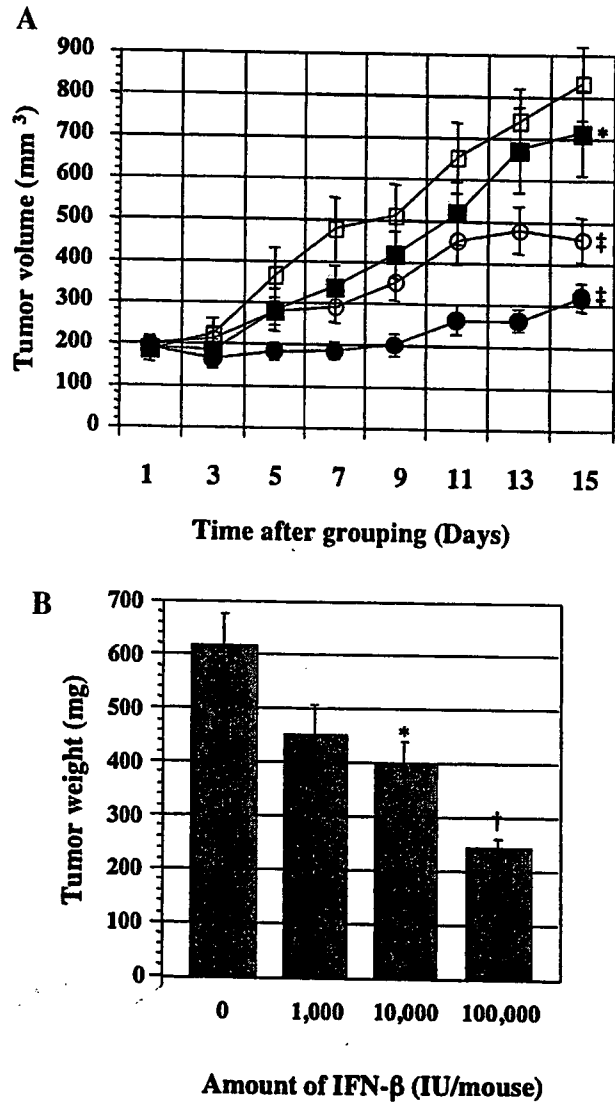 A
900
800
700
600
500
400
300
200
100
0
Tumor volume (mm 3)
*
‡
‡
1 3 5 7 9 11 13 15
Time after grouping (Days)
B
700
600
500
400
300
200
100
0
Tumor weight (mg)
*
†
0 1,000 10,000 100,000
Amount of IFN-β (IU/mouse)